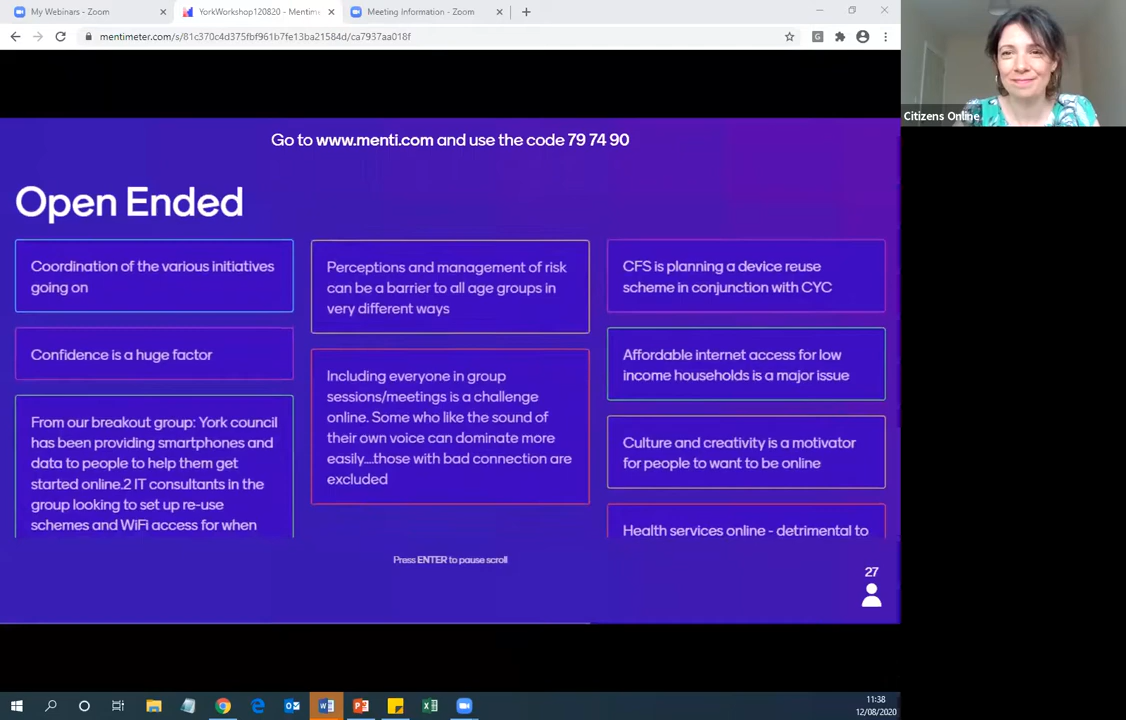 My Webinars - Zoom
YorkWorkshop120820 - Mentime
Meeting Information - Zoom
mentimeter.com/s/81c370c4d375fbf961b7fe13ba21584d/ca7937aa018f
Citizens Online
Go to www.menti.com and use the code 79 74 90
Open Ended
Coordination of the various initiatives
going on
Confidence is a huge factor
From our breakout group: York council
has been providing smartphones and
data to people to help them get
started online.2 IT consultants in the
group looking to set up re-use
schemes and WiFi access for when
Perceptions and management of risk
can be a barrier to all age groups in
very different ways
Including everyone in group
sessions/meetings is a challenge
online. Some who like the sound of
their own voice can dominate more
easily....those with bad connection are
excluded
CFS is planning a device reuse
scheme in conjunction with CYC
Affordable internet access for low
income households is a major issue
Culture and creativity is a motivator
for people to want to be online
Health services online - detrimental to
Press ENTER to pause scroll
27
11:38
12/08/2020